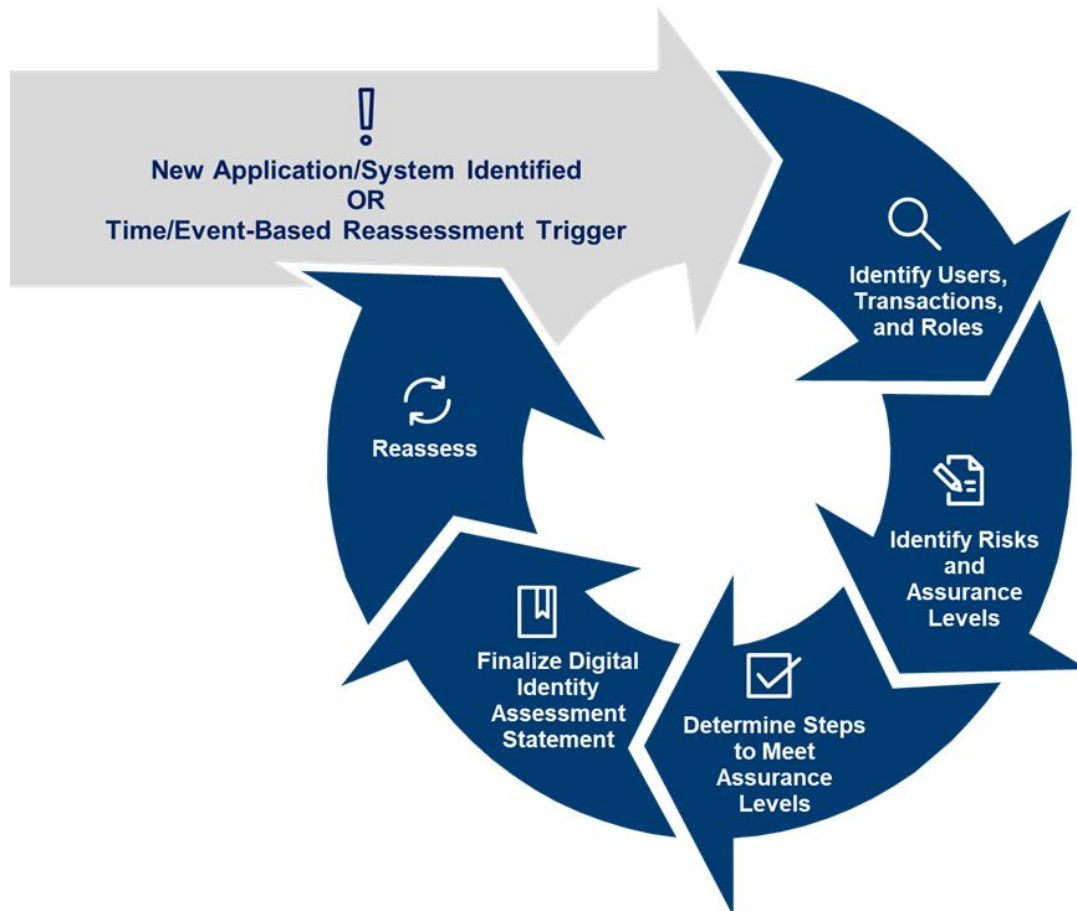 New Application/System Identified
OR
Time/Event-Based Reassessment Trigger
Identify Users,
Transactions,
and Roles
Identify Risks
and
Assurance
Levels
Determine Steps
to Meet
Assurance
Levels
Finalize Digital
Identity
Assessment
Statement
Reassess